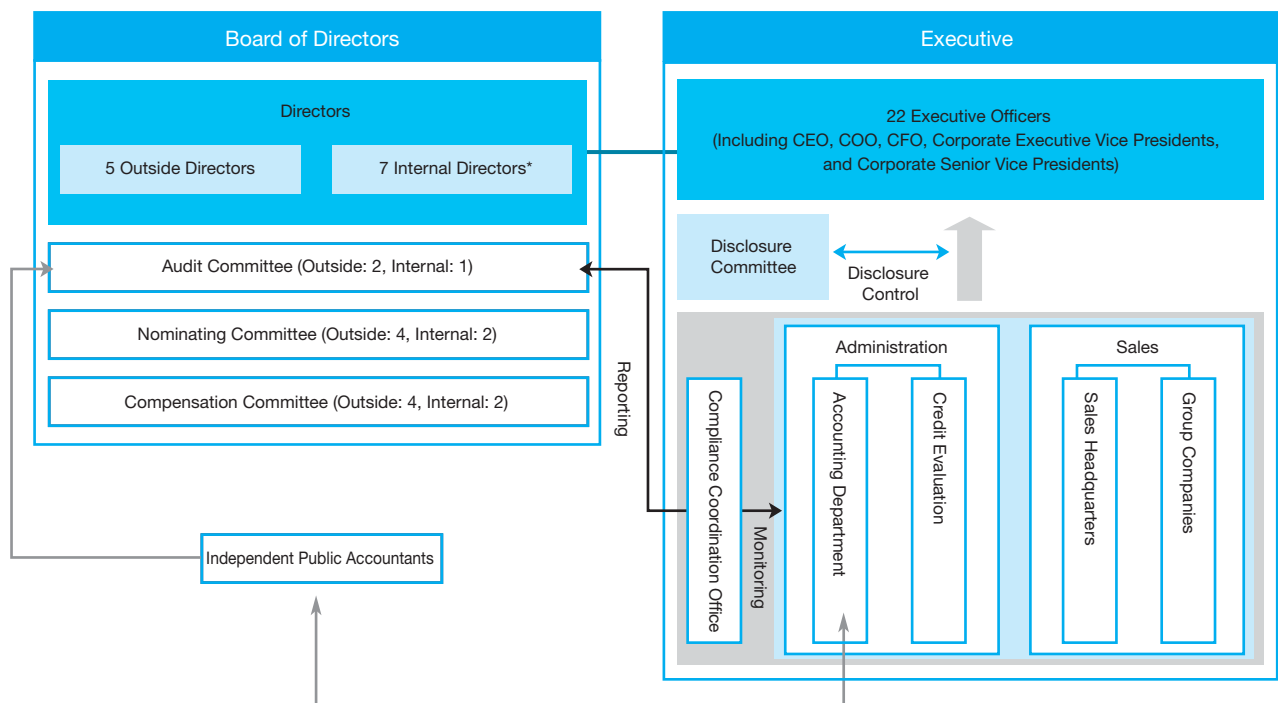 Board of Directors
Directors
5 Outside Directors
7 Internal Directors*
Audit Committee (Outside: 2, Internal: 1)
Nominating Committee (Outside: 4, Internal: 2)
Compensation Committee (Outside: 4, Internal: 2)
Independent Public Accountants
Reporting
Executive
22 Executive Officers
(Including CEO, COO, CFO, Corporate Executive Vice Presidents,
and Corporate Senior Vice Presidents)
Disclosure
Committee
Disclosure
Control
Compliance Coordination Office
Monitoring
Administration
Accounting Department
Credit Evaluation
Sales
Sales Headquarters
Group Companies